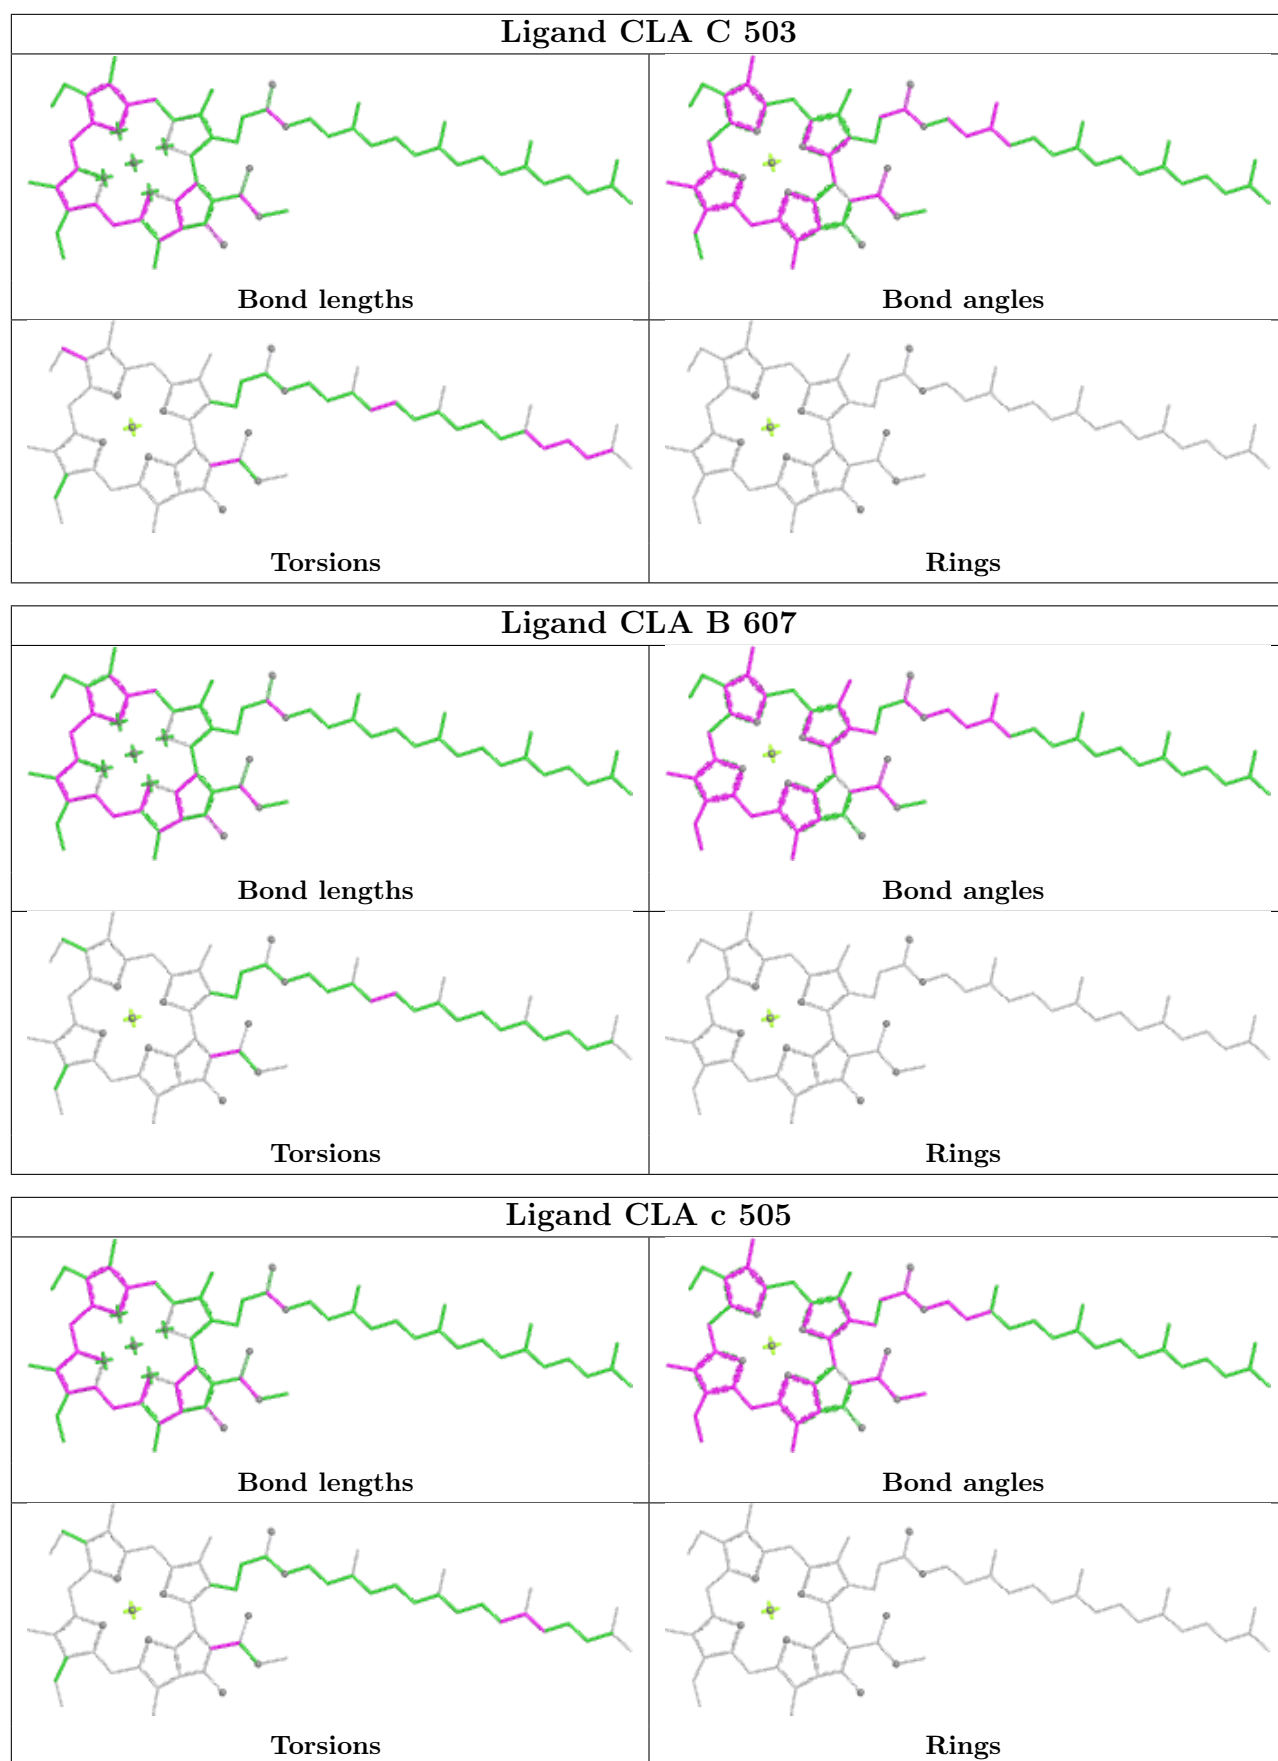 Ligand CLA C 503
Bond lengths
Bond angles
Torsions
Rings
Ligand CLA B 607
Bond lengths
Bond angles
Torsions
Rings
Ligand CLA c 505
Bond lengths
Bond angles
Torsions
Rings